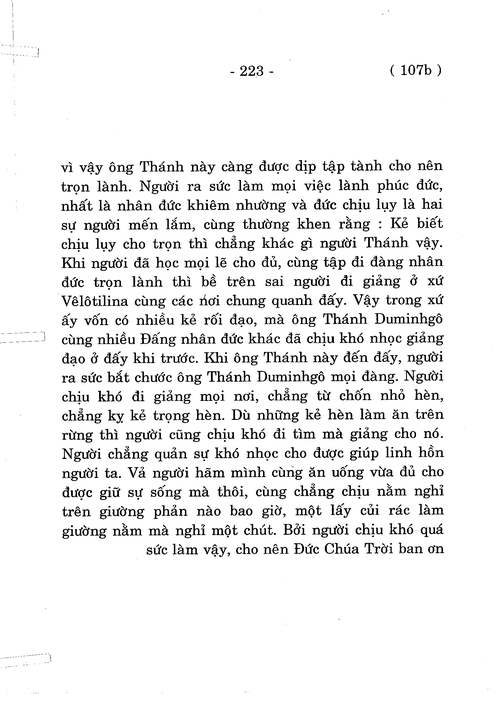 - 223 - ( 107b )
vì vậy ông Thánh này càng được dịp tập tành cho nên
trọn lành. Người ra sức làm mọi việc lành phúc đức,
nhất là nhân đức khiêm nhường và đức chịu lụy là hai
sự người mến lắm, cùng thường khen rằng : Kẻ biết
chịu lụy cho trọn thì chẳng khác gì người Thánh vậy.
Khi người đã học mọi lẽ cho đủ, cùng tập đi đàng nhân
đức trọn lành thì bề trên sai người đi giảng ở xứ
Vêlôtilina cùng các nơi chung quanh đấy. Vậy trong xứ
ấy vốn có nhiều kẻ rối đạo, mà ông Thánh Duminhgô
cùng nhiều Đấng nhân đức khác đã chịu khó nhọc giảng
đạo ở đấy khi trước. Khi ông Thánh này đến đấy, người
ra sức bắt chước ông Thánh Duminhgô mọi đàng. Người
chịu khó đi giảng mọi nơi, chẳng từ chốn nhỏ hèn,
chẳng kỵ kẻ trọng hèn. Dù những kẻ hèn làm ăn trên
rừng thì người cũng chịu khó đi tìm mà giảng cho nó.
Người chẳng quản sự khó nhọc cho được giúp linh hồn
người ta. Vả người hãm mình cùng ăn uống vừa đủ cho
được giữ sự sống mà thôi, cùng chẳng chịu nằm nghỉ
trên giường phản nào bao giờ, một lấy củi rác làm
giường nằm mà nghỉ một chút. Bởi người chịu khó quá
sức làm vậy, cho nên Đức Chúa Trời ban ơn